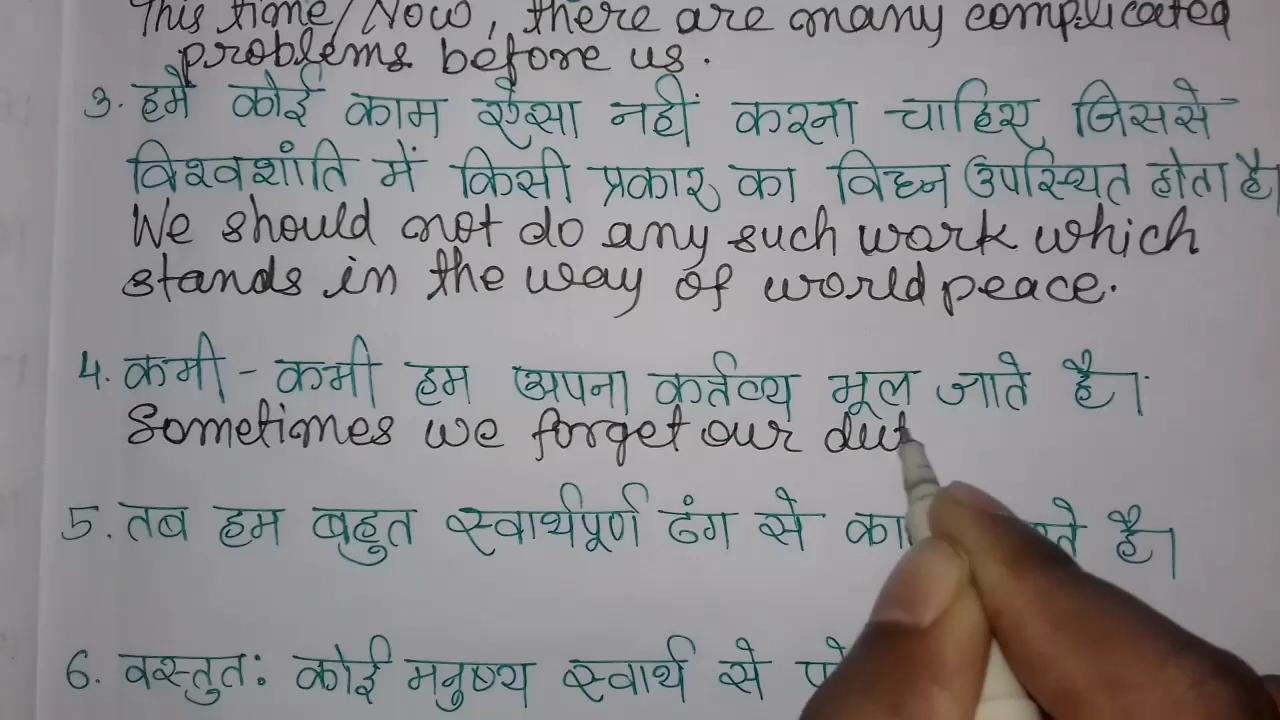 This time/Now, there are many complicated
problems before us.
3. हमें कोई काम ऐसा नहीं करना चाहिए जिससे
विश्वशांति में किसी प्रकार का विघ्न उपस्थित होता है।
We should not do any such work which
stands in the way of world peace.
4. कभी - कभी हम अपना कर्तव्य भूल जाते है।
Sometimes we forget our dut
5. तब हम बहुत स्वार्थपूर्ण ढंग से है।
6. वस्तुतः कोई मनुष्य स्वार्थ से